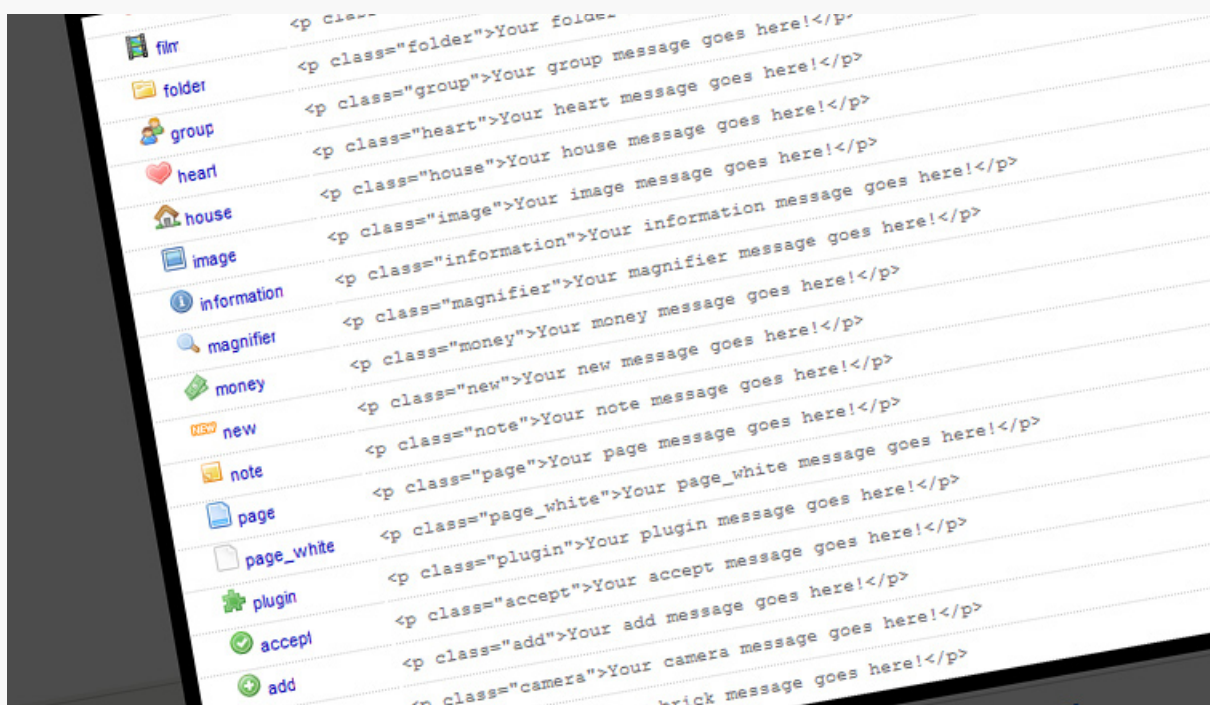 film <p
folder <p class="folder">Your folder
group <p class="group">Your group message goes here!</p>
heart <p class="heart">Your heart message goes here!</p>
house <p class="house">Your house message goes here!</p>
image <p class="image">Your image message goes here!</p>
information <p class="information">Your information message goes here!</p>
magnifier <p class="magnifier">Your magnifier message goes here!</p>
money <p class="money">Your money message goes here!</p>
NEW new <p class="new">Your new message goes here!</p>
note <p class="note">Your note message goes here!</p>
page <p class="page">Your page message goes here!</p>
page_white <p class="page_white">Your page_white message goes here!</p>
plugin <p class="plugin">Your plugin message goes here!</p>
accept <p class="accept">Your accept message goes here!</p>
add <p class="add">Your add message goes here!</p>
<p class="camera">Your camera message goes here!</p>
brick message goes here!</p>